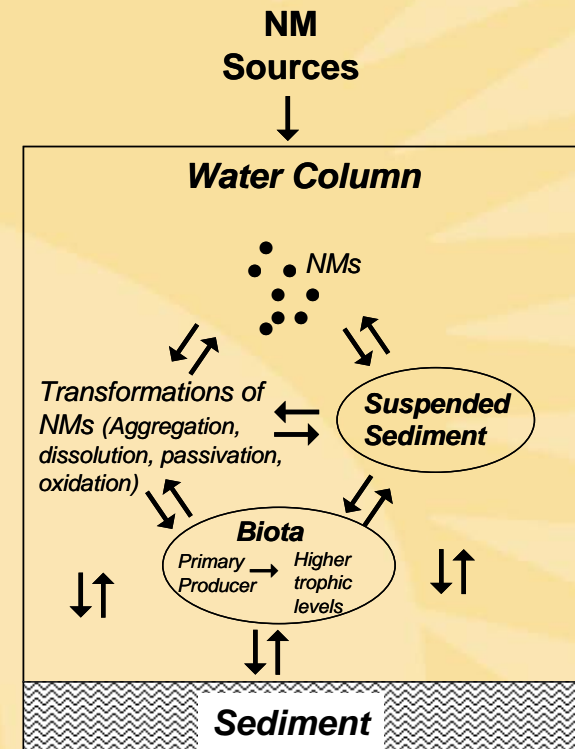 NM
Sources
Water Column
NMs
Transformations of
NMs (Aggregation,
dissolution, passivation,
oxidation)
Suspended
Sediment
Biota
Primary
Producer
Higher
trophic
levels
Sediment